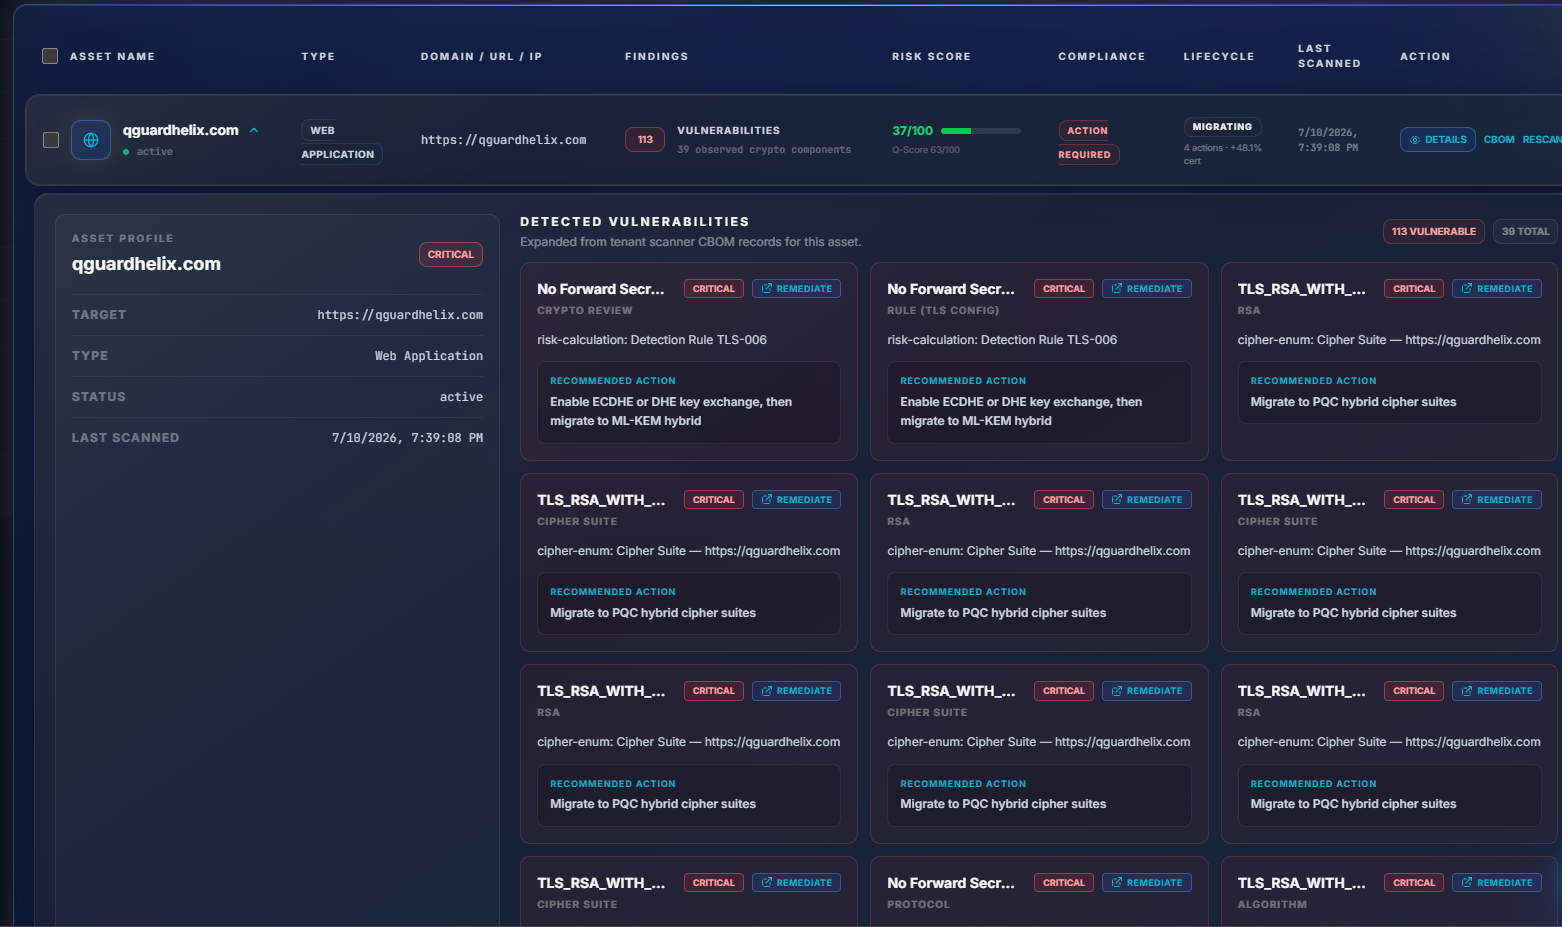 ASSET NAME
TYPE
DOMAIN / URL / IP
FINDINGS
RISK SCORE
COMPLIANCE
LIFECYCLE
LAST
SCANNED
ACTION
qguardhelix.com
active
WEB
APPLICATION
https://qguardhelix.com
113
VULNERABILITIES
39 observed crypto components
37/100
Q-Score 63/100
ACTION
REQUIRED
MIGRATING
4 actions · +48.1%
cert
7/10/2026,
7:39:08 PM
DETAILS
CBOM
RESCAN
ASSET PROFILE
qguardhelix.com
CRITICAL
TARGET
https://qguardhelix.com
TYPE
Web Application
STATUS
active
LAST SCANNED
7/10/2026, 7:39:08 PM
DETECTED VULNERABILITIES
Expanded from tenant scanner CBOM records for this asset.
113 VULNERABLE
39 TOTAL
No Forward Secr...
CRITICAL
REMEDIATE
CRYPTO REVIEW
risk-calculation: Detection Rule TLS-006
RECOMMENDED ACTION
Enable ECDHE or DHE key exchange, then
migrate to ML-KEM hybrid
No Forward Secr...
CRITICAL
REMEDIATE
RULE (TLS CONFIG)
risk-calculation: Detection Rule TLS-006
RECOMMENDED ACTION
Enable ECDHE or DHE key exchange, then
migrate to ML-KEM hybrid
TLS_RSA_WITH_...
CRITICAL
REMEDIATE
RSA
cipher-enum: Cipher Suite — https://qguardhelix.com
RECOMMENDED ACTION
Migrate to PQC hybrid cipher suites
TLS_RSA_WITH_...
CRITICAL
REMEDIATE
CIPHER SUITE
cipher-enum: Cipher Suite — https://qguardhelix.com
RECOMMENDED ACTION
Migrate to PQC hybrid cipher suites
TLS_RSA_WITH_...
CRITICAL
REMEDIATE
RSA
cipher-enum: Cipher Suite — https://qguardhelix.com
RECOMMENDED ACTION
Migrate to PQC hybrid cipher suites
TLS_RSA_WITH_...
CRITICAL
REMEDIATE
CIPHER SUITE
cipher-enum: Cipher Suite — https://qguardhelix.com
RECOMMENDED ACTION
Migrate to PQC hybrid cipher suites
TLS_RSA_WITH_...
CRITICAL
REMEDIATE
RSA
cipher-enum: Cipher Suite — https://qguardhelix.com
RECOMMENDED ACTION
Migrate to PQC hybrid cipher suites
TLS_RSA_WITH_...
CRITICAL
REMEDIATE
CIPHER SUITE
cipher-enum: Cipher Suite — https://qguardhelix.com
RECOMMENDED ACTION
Migrate to PQC hybrid cipher suites
TLS_RSA_WITH_...
CRITICAL
REMEDIATE
RSA
cipher-enum: Cipher Suite — https://qguardhelix.com
RECOMMENDED ACTION
Migrate to PQC hybrid cipher suites
TLS_RSA_WITH_...
CRITICAL
REMEDIATE
CIPHER SUITE
No Forward Secr...
CRITICAL
REMEDIATE
PROTOCOL
TLS_RSA_WITH_...
CRITICAL
REMEDIATE
ALGORITHM